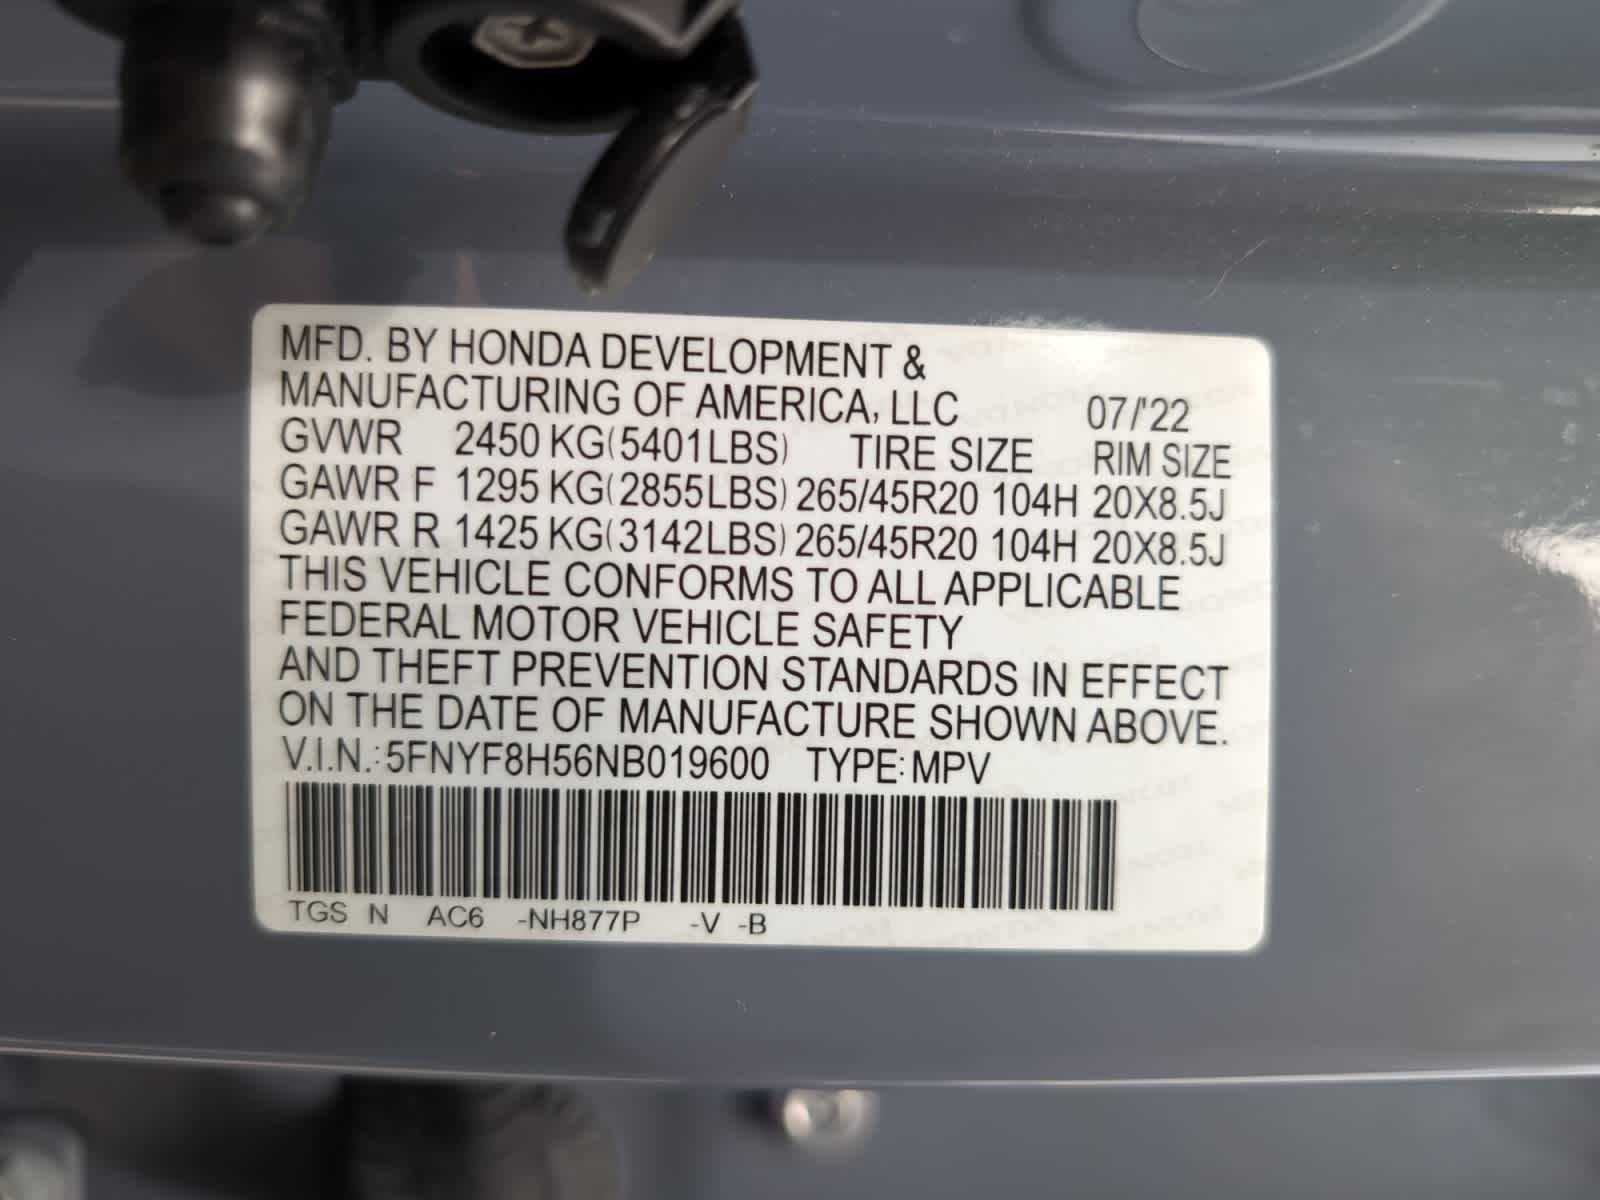 MFD. BY HONDA DEVELOPMENT &
MANUFACTURING OF AMERICA, LLC 07/'22
GVWR 2450 KG(5401LBS) TIRE SIZE RIM SIZE
GAWR F 1295 KG(2855LBS) 265/45R20 104H 20X8.5J
GAWR R 1425 KG(3142LBS) 265/45R20 104H 20X8.5J
THIS VEHICLE CONFORMS TO ALL APPLICABLE
FEDERAL MOTOR VEHICLE SAFETY
AND THEFT PREVENTION STANDARDS IN EFFECT
ON THE DATE OF MANUFACTURE SHOWN ABOVE.
V.I.N.:5FNYF8H56NB019600 TYPE:MPV
TGS N AC6 -NH877P -V -B